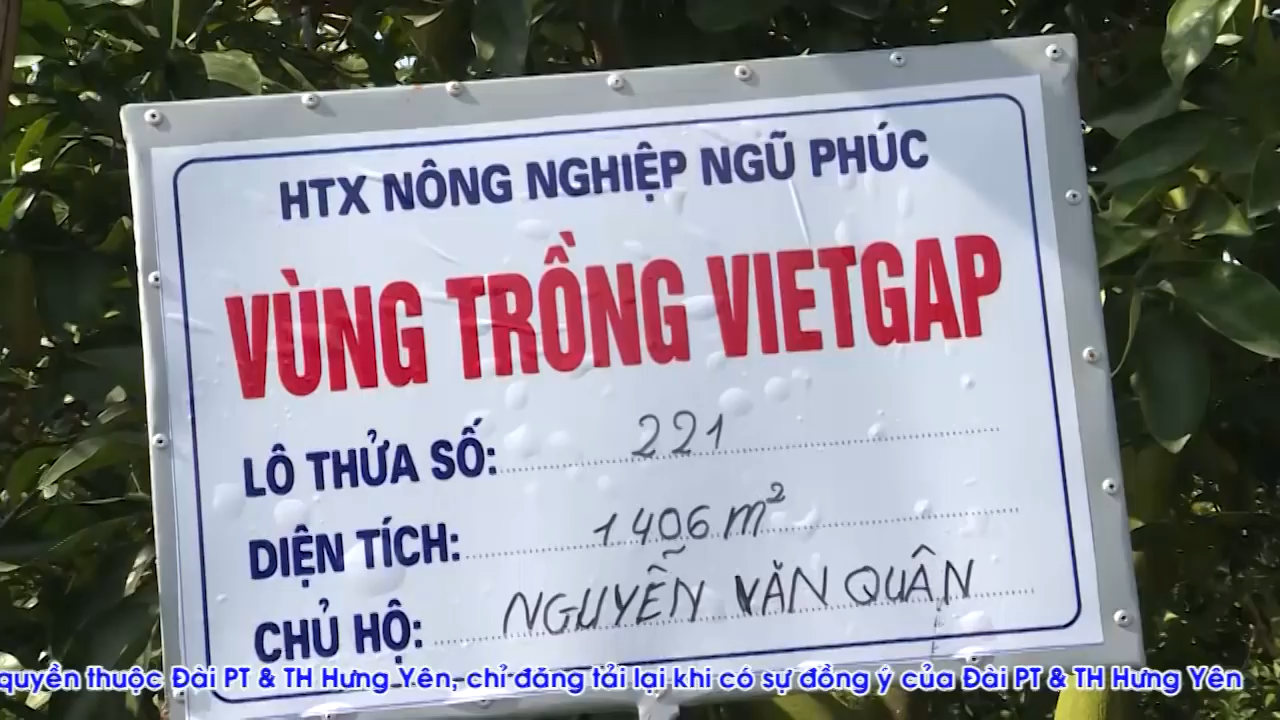 HTX NÔNG NGHIỆP NGŨ PHÚC
VÙNG TRỒNG VIETGAP
LÔ THỬA SỐ: 221
DIỆN TÍCH: 1406 m²
CHỦ HỘ: NGUYỄN VĂN QUÂN
quyền thuộc Đài PT & TH Hưng Yên, chỉ đăng tải lại khi có sự đồng ý của Đài PT & TH Hưng Yên